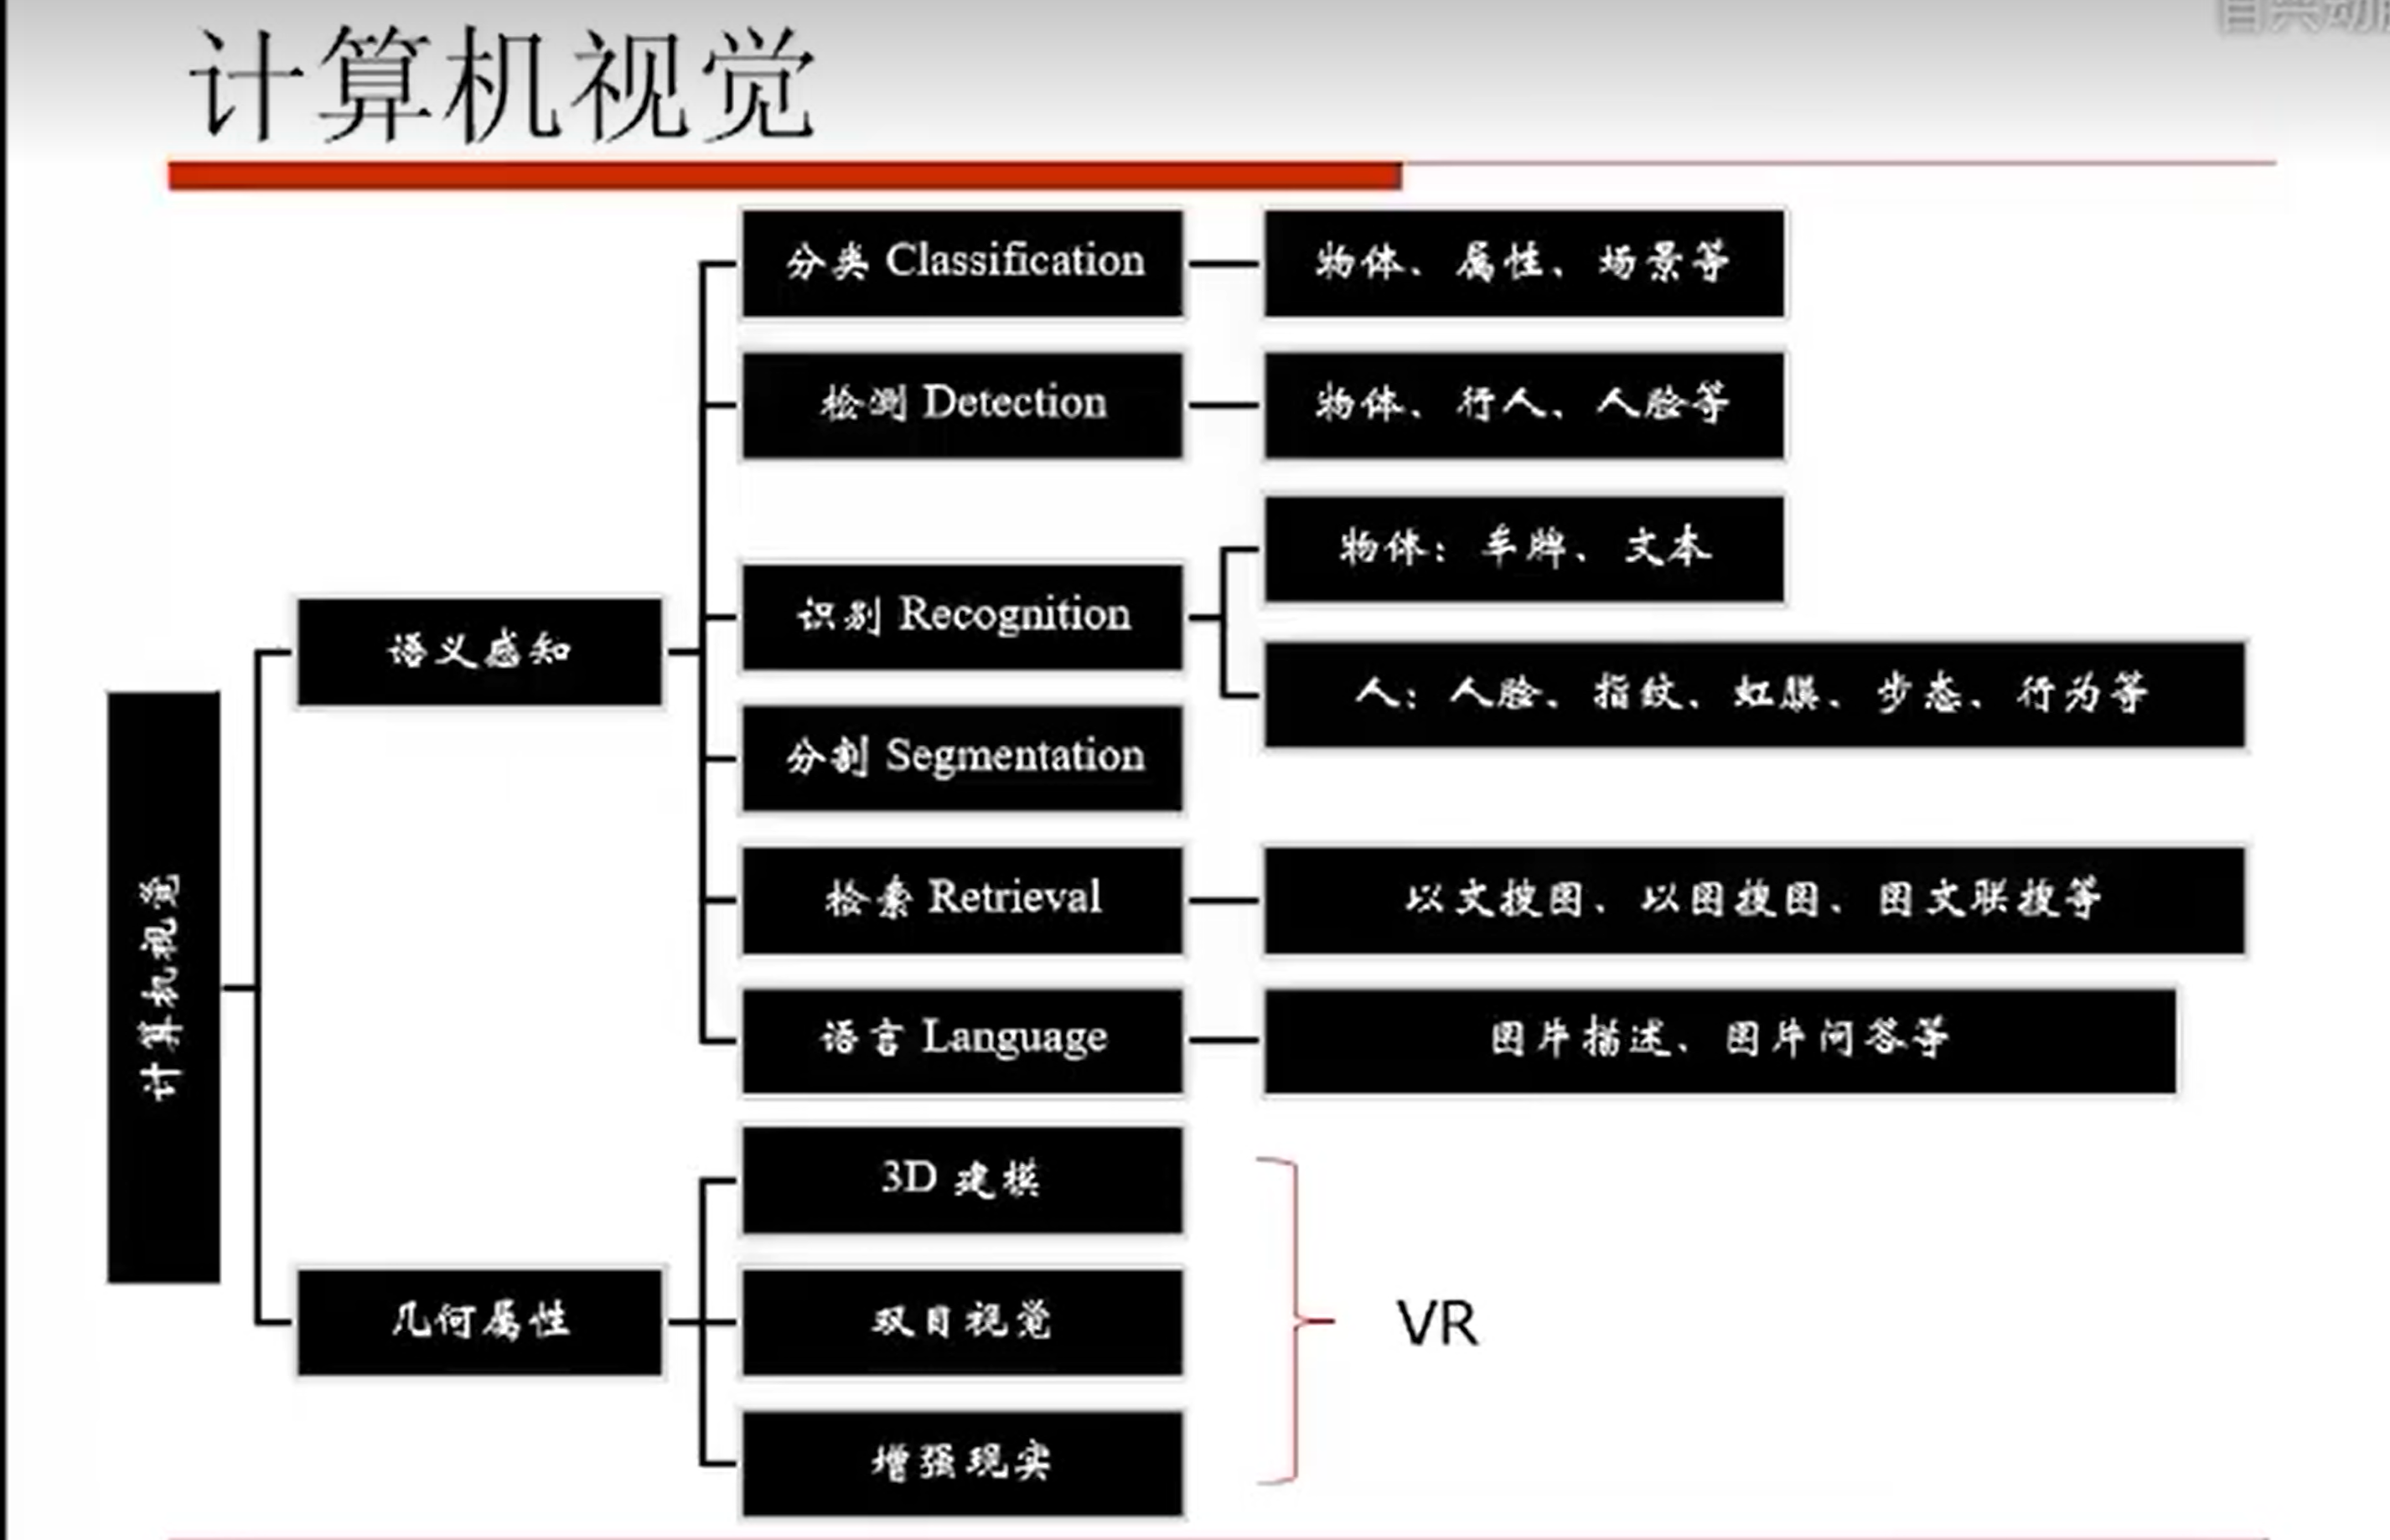 计算机视觉
分类 Classification
物体、属性、场景等
检测 Detection
物体、行人、人脸等
物体：车牌、文本
识别 Recognition
语义感知
人：人脸、指纹、虹膜、步态、行为等
分割 Segmentation
计算机视觉
检索 Retrieval
以文搜图、以图搜图、图文联搜等
语言 Language
图片描述、图片问答等
3D 建模
几何属性
双目视觉
VR
增强现实